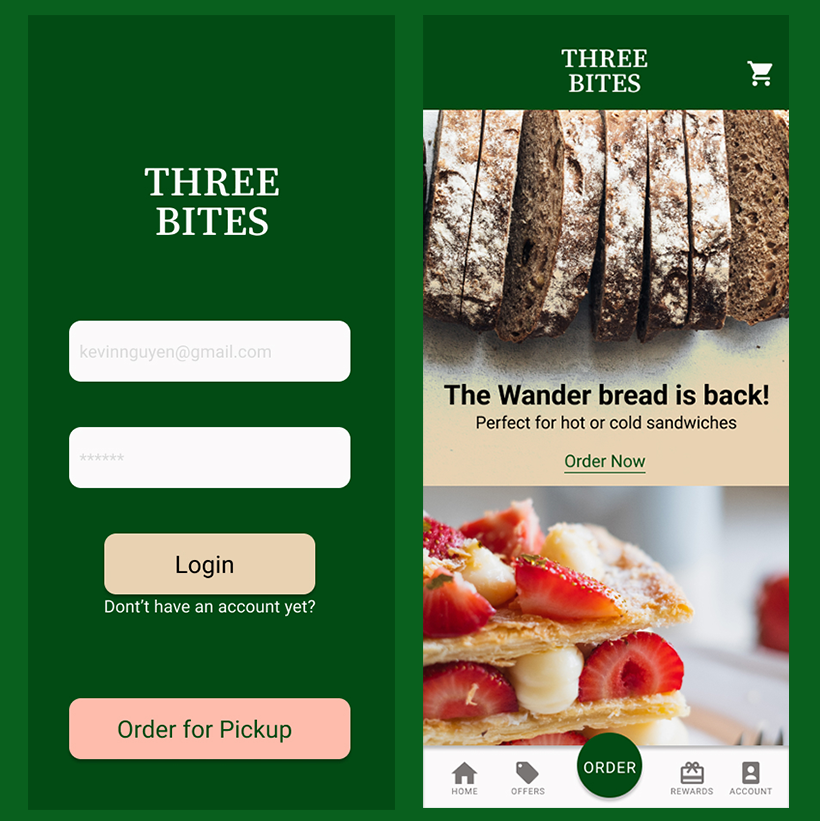 THREE
BITES
kevinnguyen@gmail.com
******
Login
Don’t have an account yet?
Order for Pickup
THREE
BITES
The Wander bread is back!
Perfect for hot or cold sandwiches
Order Now
HOME
OFFERS
ORDER
REWARDS
ACCOUNT